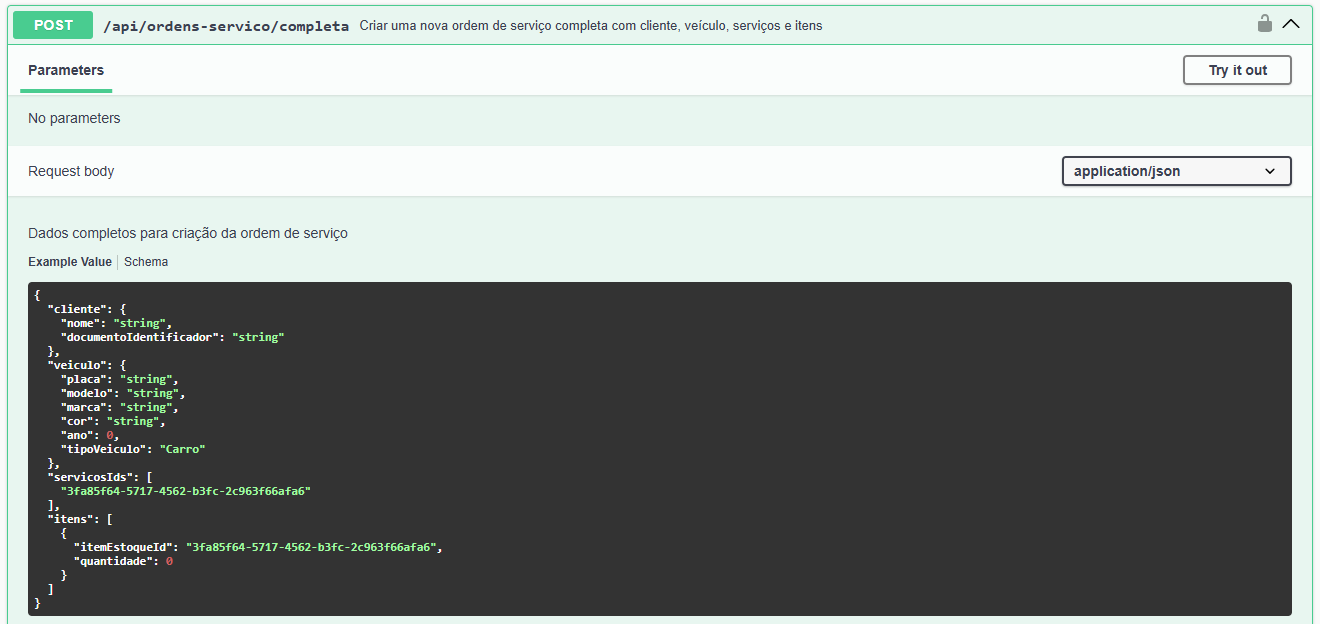 POST /api/ordens-servico/completa Criar uma nova ordem de serviço completa com cliente, veículo, serviços e itens
Parameters Try it out
No parameters
Request body application/json
Dados completos para criação da ordem de serviço
Example Value Schema
{
  "cliente": {
    "nome": "string",
    "documentoIdentificador": "string"
  },
  "veiculo": {
    "placa": "string",
    "modelo": "string",
    "marca": "string",
    "cor": "string",
    "ano": 0,
    "tipoVeiculo": "Carro"
  },
  "servicosIds": [
    "3fa85f64-5717-4562-b3fc-2c963f66afa6"
  ],
  "itens": [
    {
      "itemEstoqueId": "3fa85f64-5717-4562-b3fc-2c963f66afa6",
      "quantidade": 0
    }
  ]
}